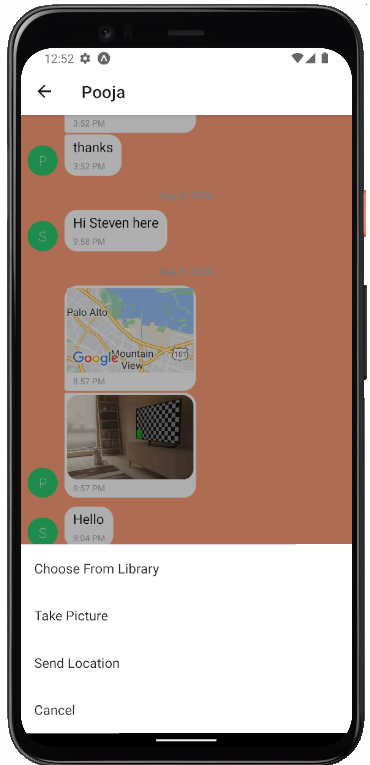 12:52
Pooja
3:52 PM
thanks
P
3:52 PM
Hi Steven here
S
9:58 PM
Palo Alto
Google
Mountain
View
101
8:57 PM
P
8:57 PM
Hello
S
9:04 PM
Choose From Library
Take Picture
Send Location
Cancel